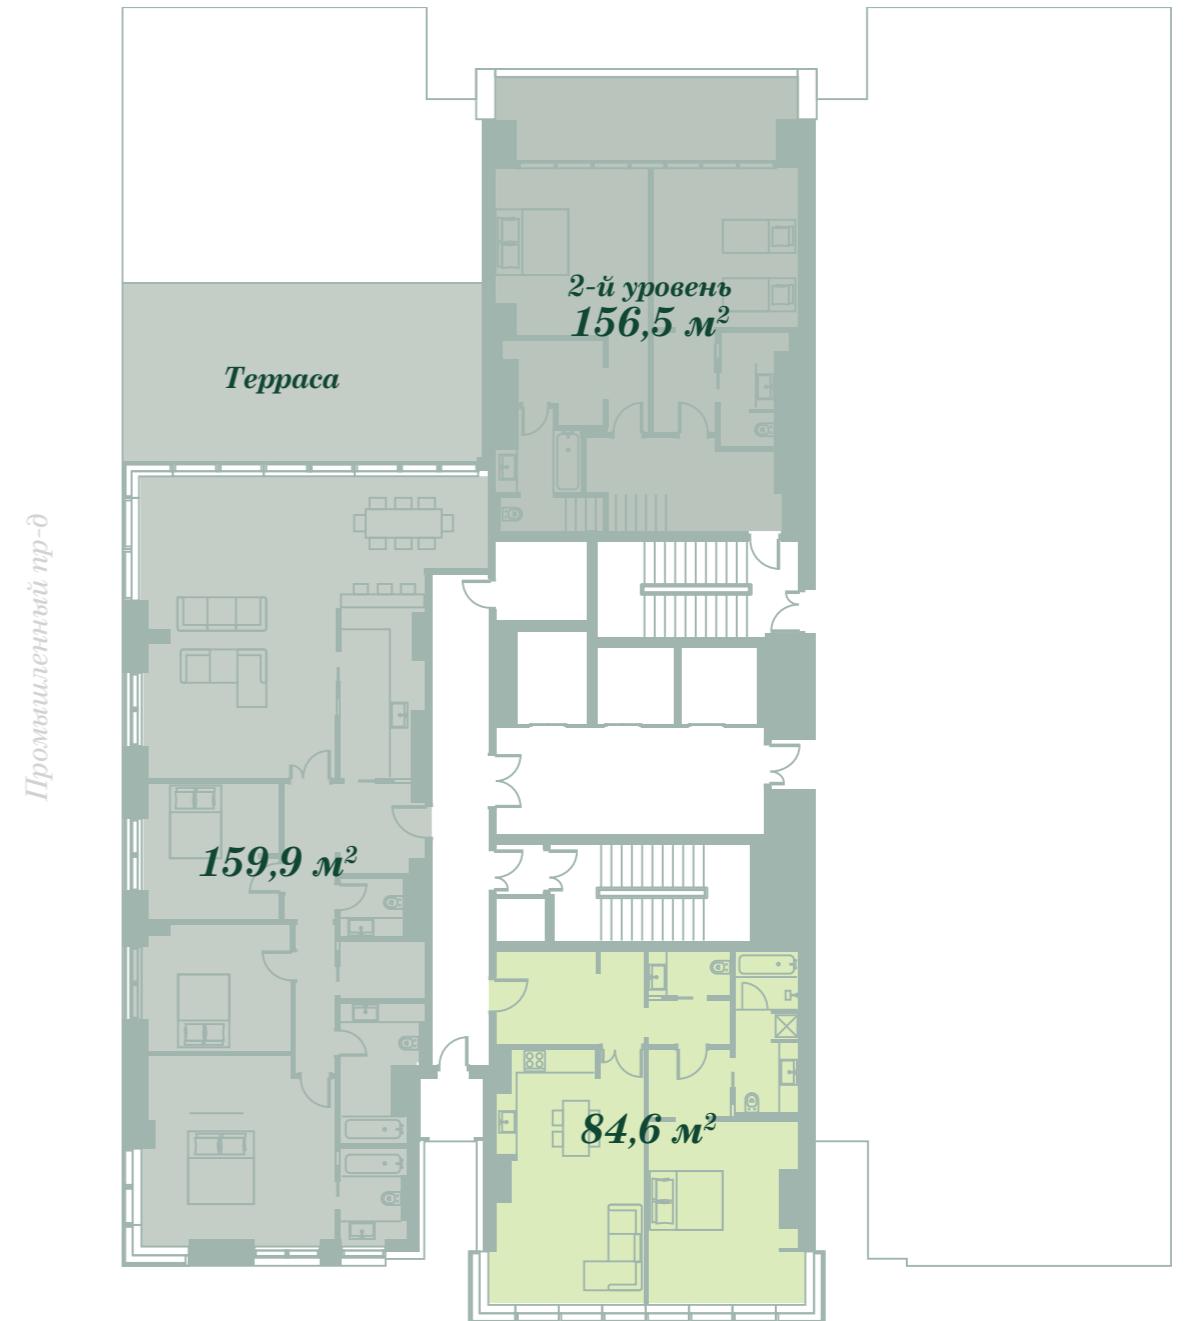 2-й уровень
156,5 м²
Терраса
Промышленный пр-д
159,9 м²
84,6 м²